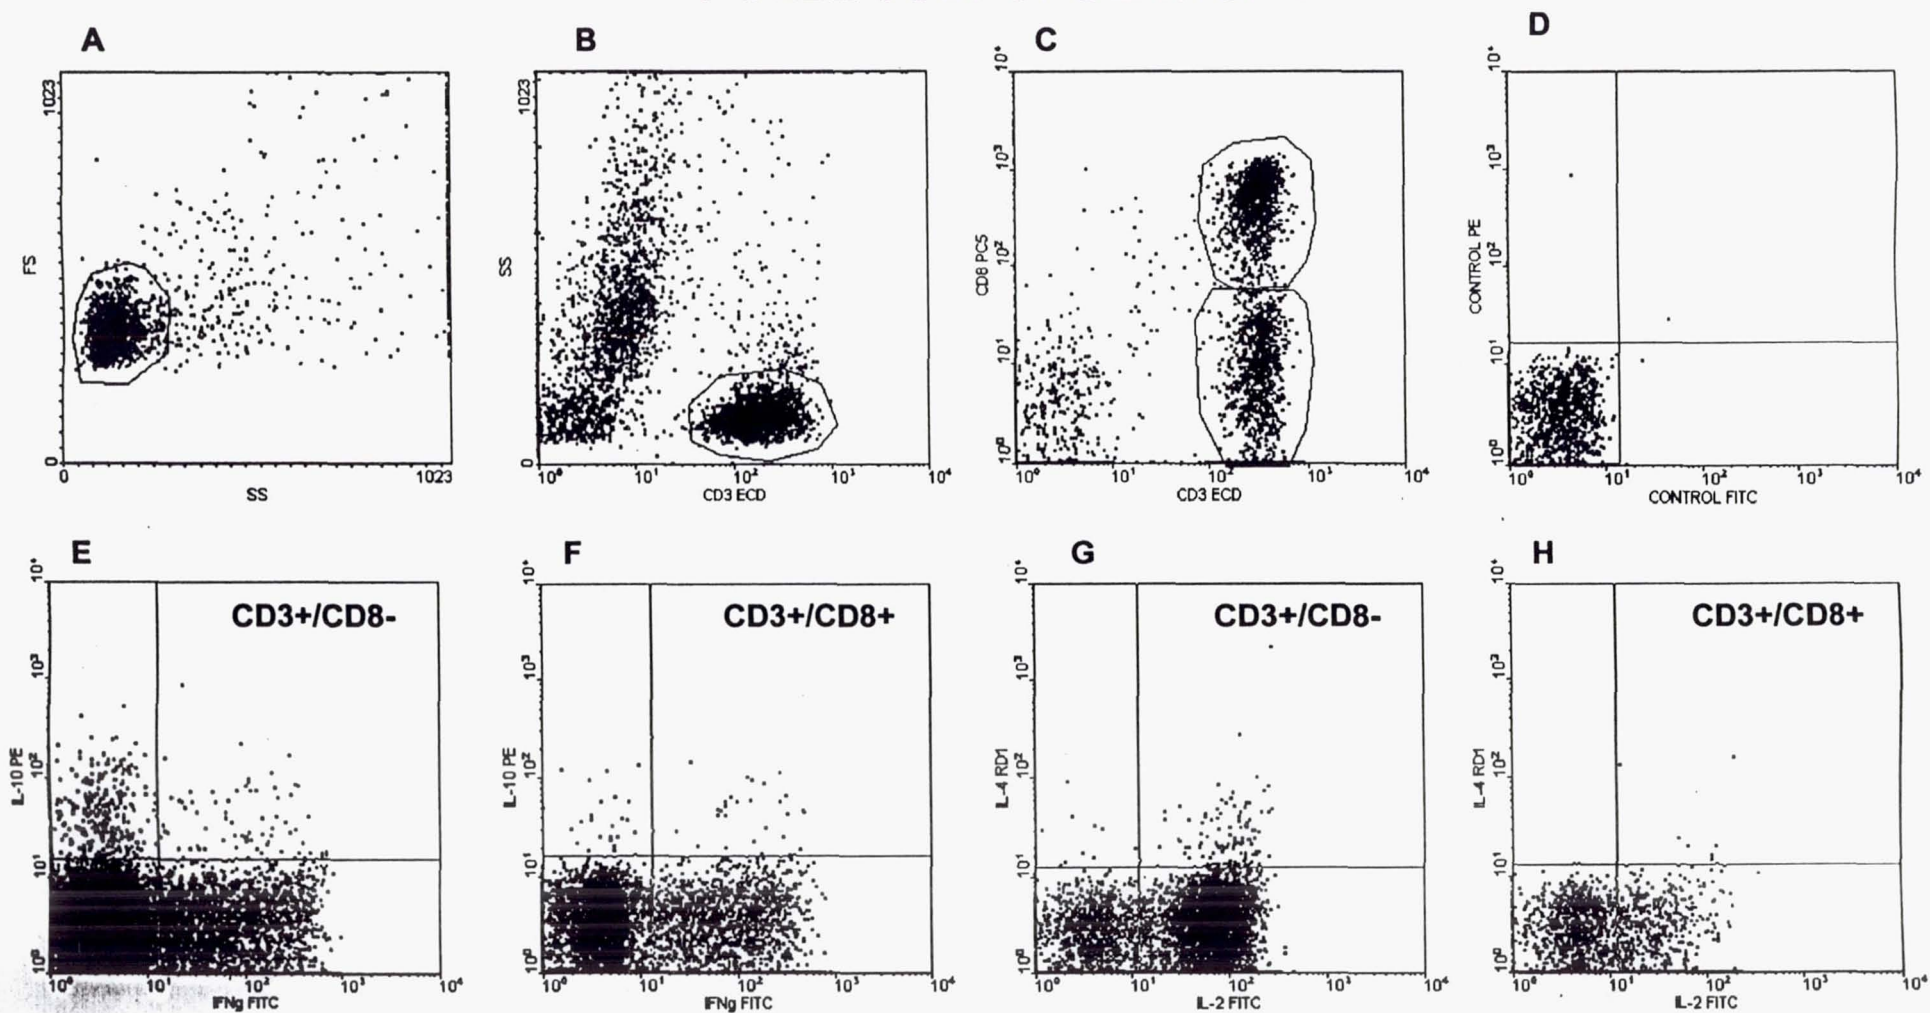 A
B
C
D
1023
FS
0
0
SS
1023
1023
SS
0
10⁰
10¹
10²
10³
10⁴
CD3 ECD
10⁴
10³
CD8 PC5
10²
10¹
10⁰
10⁰
10¹
10²
10³
10⁴
CD3 ECD
10⁴
10³
CONTROL PE
10²
10¹
10⁰
10⁰
10¹
10²
10³
10⁴
CONTROL FITC
E
F
G
H
CD3+/CD8-
10⁴
10³
IL-10 PE
10²
10¹
10⁰
10⁰
10¹
10²
10³
10⁴
IFNg FITC
CD3+/CD8+
10⁴
10³
IL-10 PE
10²
10¹
10⁰
10⁰
10¹
10²
10³
10⁴
IFNg FITC
CD3+/CD8-
10⁴
10³
IL-4 RD1
10²
10¹
10⁰
10⁰
10¹
10²
10³
10⁴
IL-2 FITC
CD3+/CD8+
10⁴
10³
IL-4 RD1
10²
10¹
10⁰
10⁰
10¹
10²
10³
10⁴
IL-2 FITC